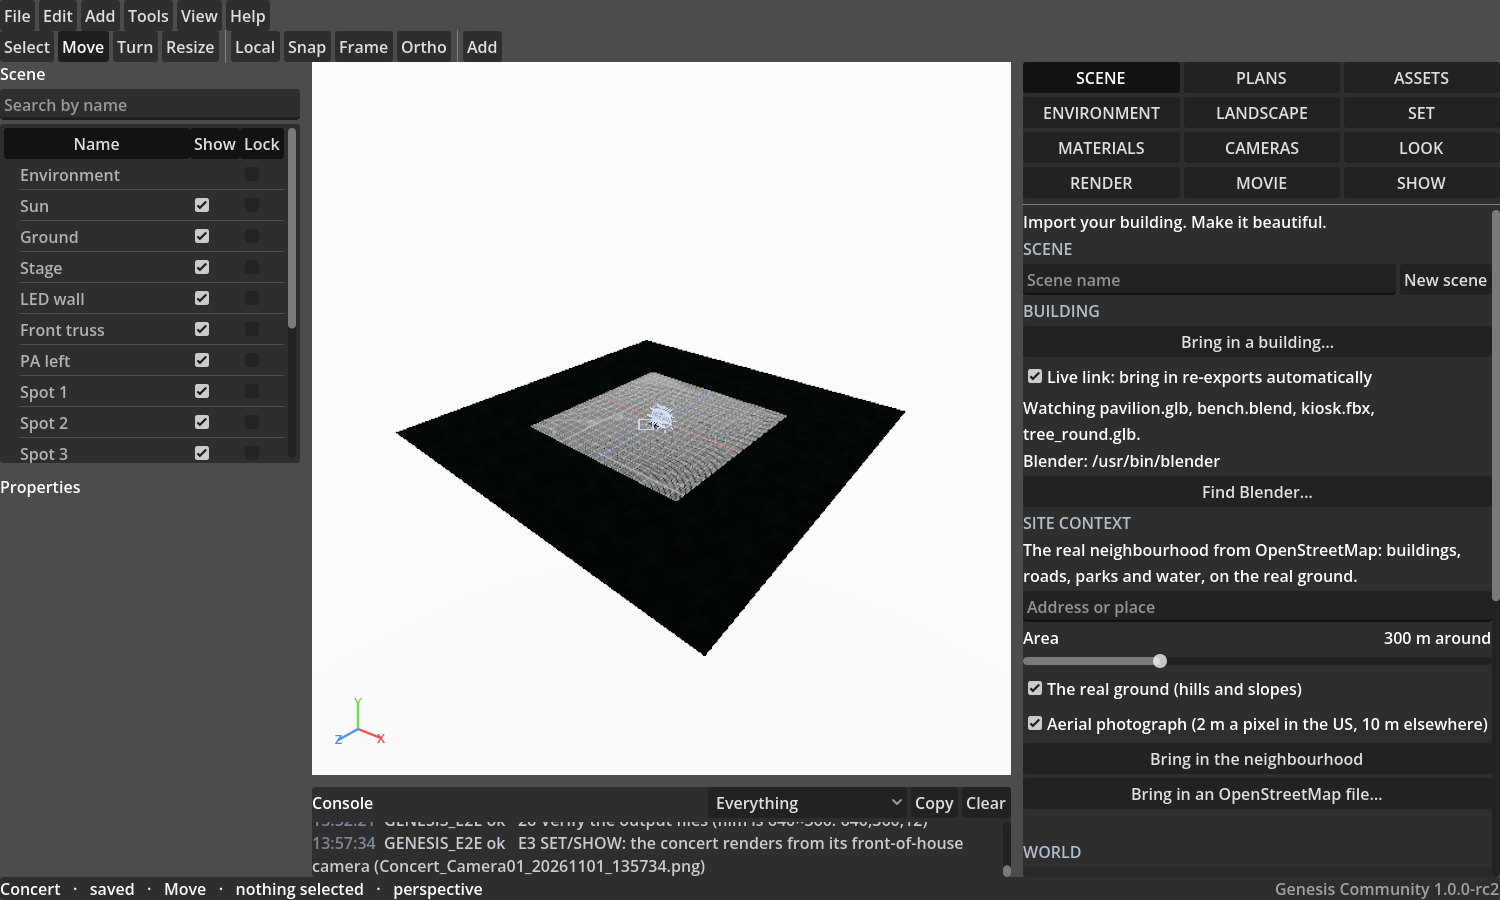 File Edit Add Tools View Help
Select Move Turn Resize Local Snap Frame Ortho Add
Scene
Search by name
Name Show Lock
Environment
Sun
Ground
Stage
LED wall
Front truss
PA left
Spot 1
Spot 2
Spot 3
Properties
Y
Z X
Console Everything Copy Clear
13:57:34 GENESIS_E2E ok E3 SET/SHOW: the concert renders from its front-of-house
camera (Concert_Camera01_20261101_135734.png)
SCENE PLANS ASSETS
ENVIRONMENT LANDSCAPE SET
MATERIALS CAMERAS LOOK
RENDER MOVIE SHOW
Import your building. Make it beautiful.
SCENE
Scene name New scene
BUILDING
Bring in a building...
Live link: bring in re-exports automatically
Watching pavilion.glb, bench.blend, kiosk.fbx,
tree_round.glb.
Blender: /usr/bin/blender
Find Blender...
SITE CONTEXT
The real neighbourhood from OpenStreetMap: buildings,
roads, parks and water, on the real ground.
Address or place
Area 300 m around
The real ground (hills and slopes)
Aerial photograph (2 m a pixel in the US, 10 m elsewhere)
Bring in the neighbourhood
Bring in an OpenStreetMap file...
WORLD
Concert · saved · Move · nothing selected · perspective
Genesis Community 1.0.0-rc2